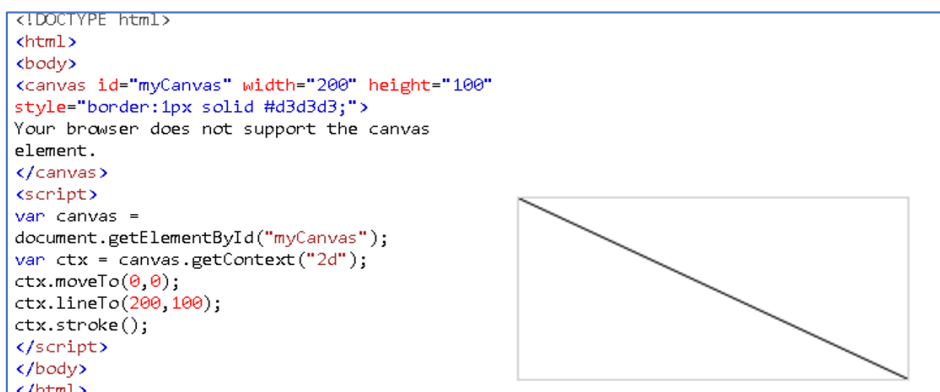 <!DOCTYPE html>
<html>
<body>
<canvas id="myCanvas" width="200" height="100"
style="border:1px solid #d3d3d3;">
Your browser does not support the canvas
element.
</canvas>
<script>
var canvas =
document.getElementById("myCanvas");
var ctx = canvas.getContext("2d");
ctx.moveTo(0,0);
ctx.lineTo(200,100);
ctx.stroke();
</script>
</body>
</html>